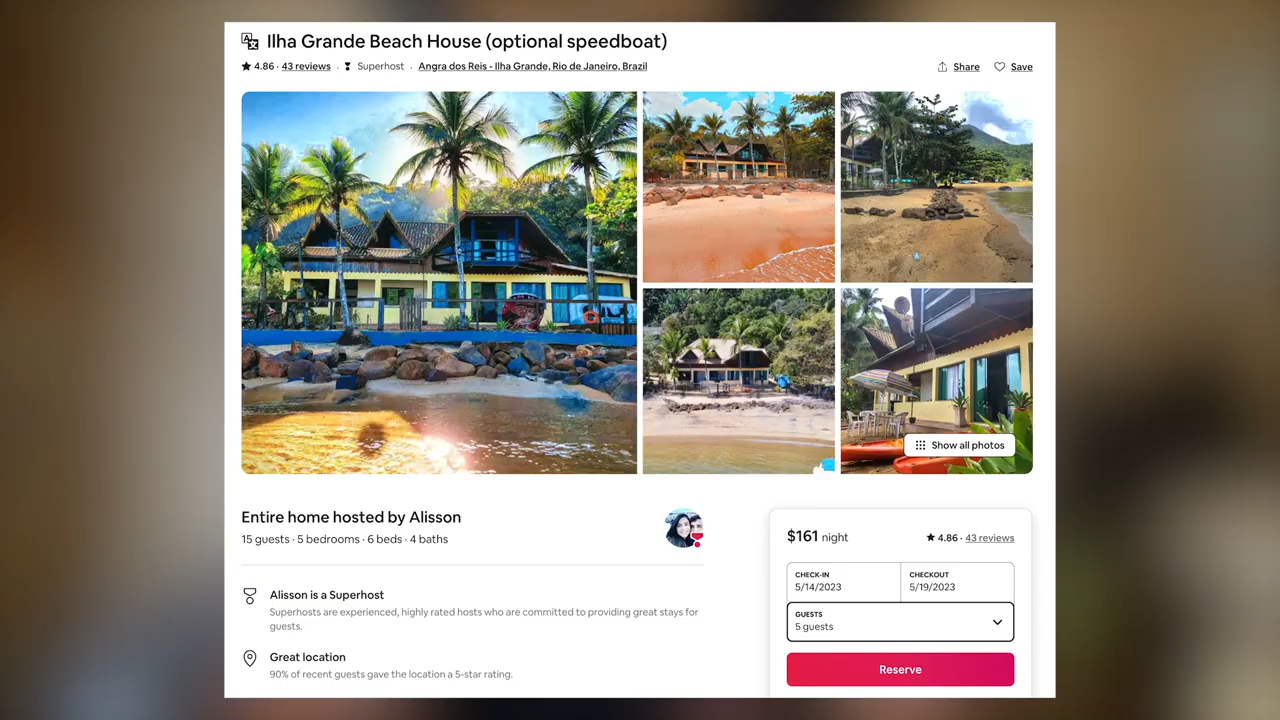 Ilha Grande Beach House (optional speedboat)
4.86 · 43 reviews · Superhost · Angra dos Reis - Ilha Grande, Rio de Janeiro, Brazil
Share
Save
Show all photos
Entire home hosted by Alisson
15 guests · 5 bedrooms · 6 beds · 4 baths
Alisson is a Superhost
Superhosts are experienced, highly rated hosts who are committed to providing great stays for
guests.
Great location
90% of recent guests gave the location a 5-star rating.
$161 night
4.86 · 43 reviews
CHECK-IN
5/14/2023
CHECKOUT
5/19/2023
GUESTS
5 guests
Reserve